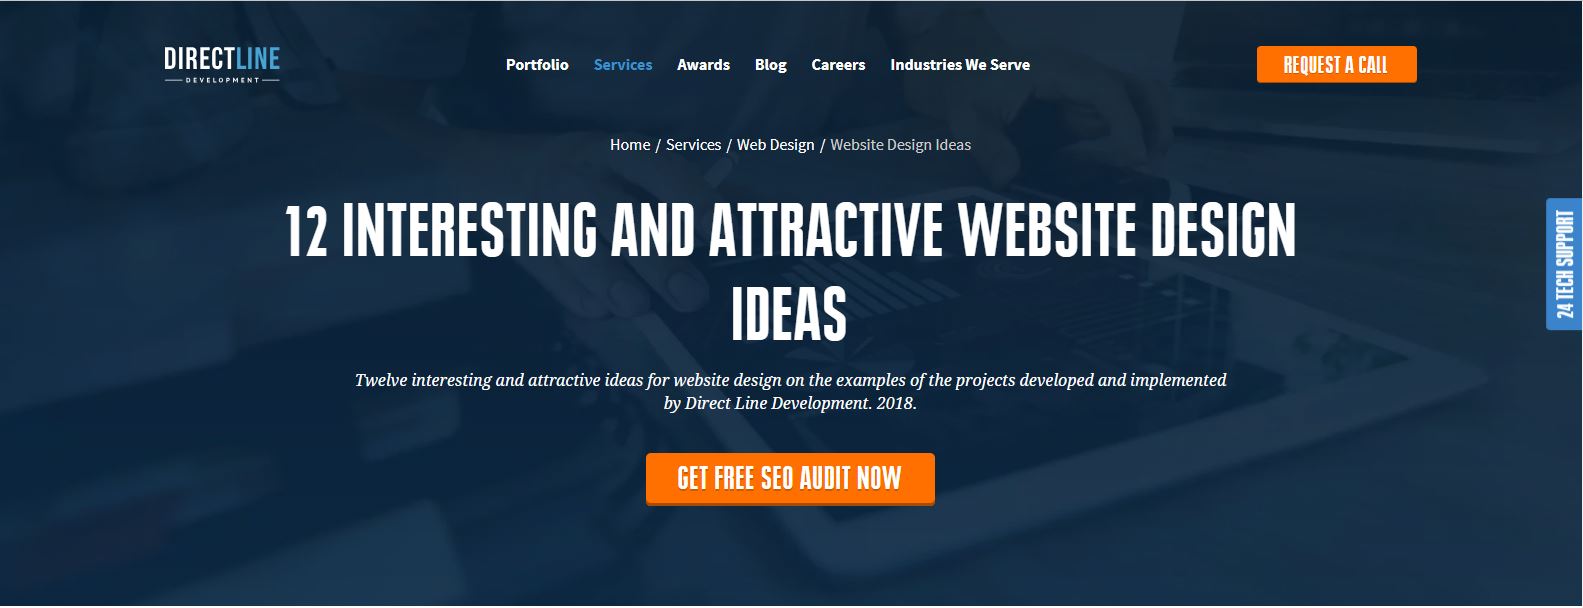 DIRECTLINE
DEVELOPMENT
Portfolio Services Awards Blog Careers Industries We Serve
REQUEST A CALL
Home / Services / Web Design / Website Design Ideas
12 INTERESTING AND ATTRACTIVE WEBSITE DESIGN
IDEAS
24 TECH SUPPORT
Twelve interesting and attractive ideas for website design on the examples of the projects developed and implemented
by Direct Line Development. 2018.
GET FREE SEO AUDIT NOW